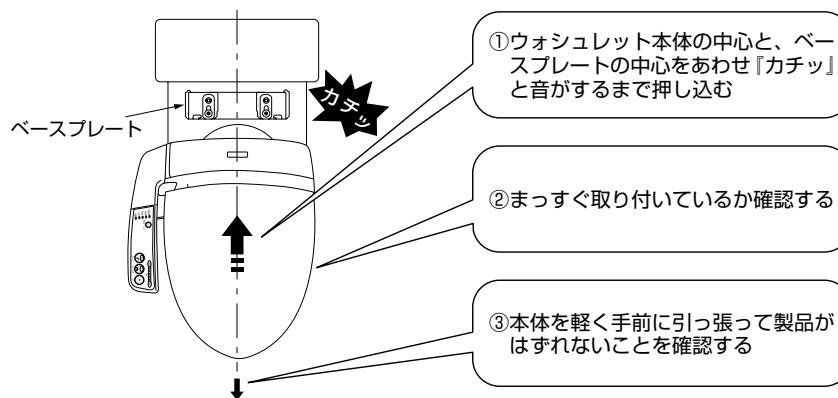 ①ウォシュレット本体の中心と、ベー
スプレートの中心をあわせ『カチッ』
と音がするまで押し込む
カチッ
ベースプレート
②まっすぐ取り付いているか確認する
③本体を軽く手前に引っ張って製品が
はずれないことを確認する